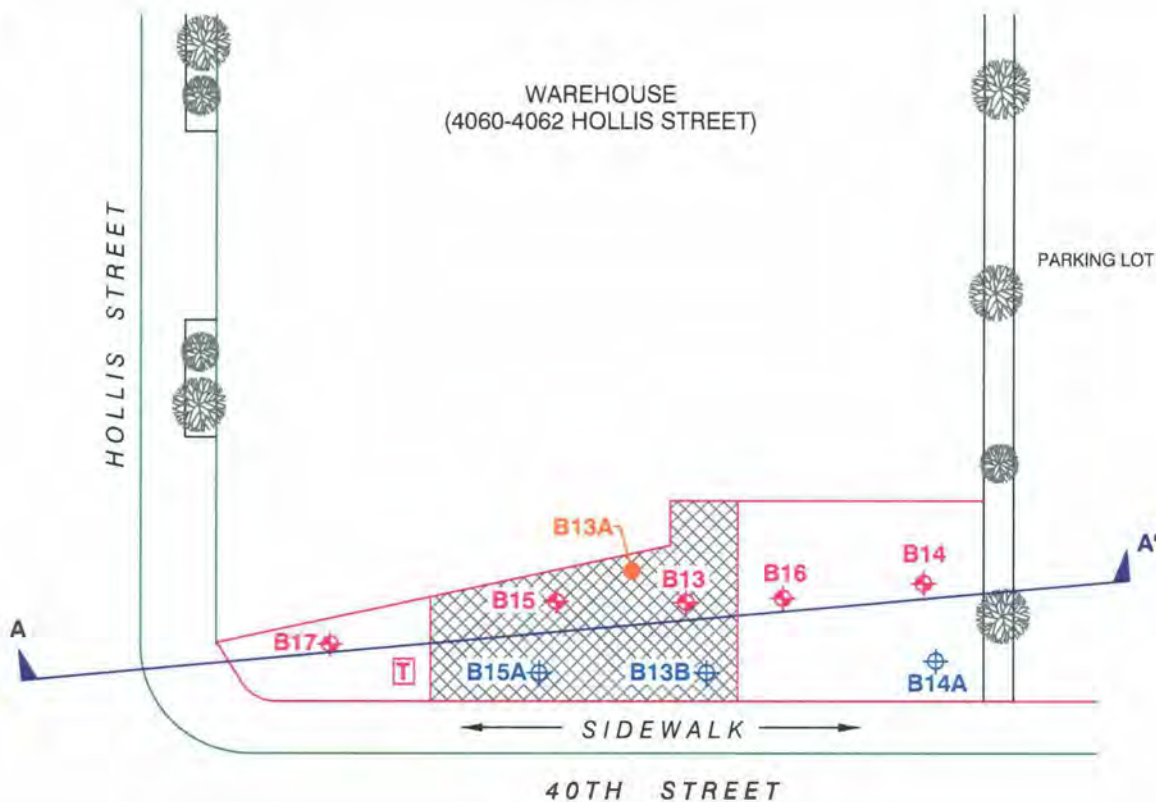 WAREHOUSE
(4060-4062 HOLLIS STREET)
HOLLIS STREET
PARKING LOT
B13A
B14
A'
B13
B16
B15
A
B17
T
B15A
B13B
B14A
SIDEWALK
40TH STREET